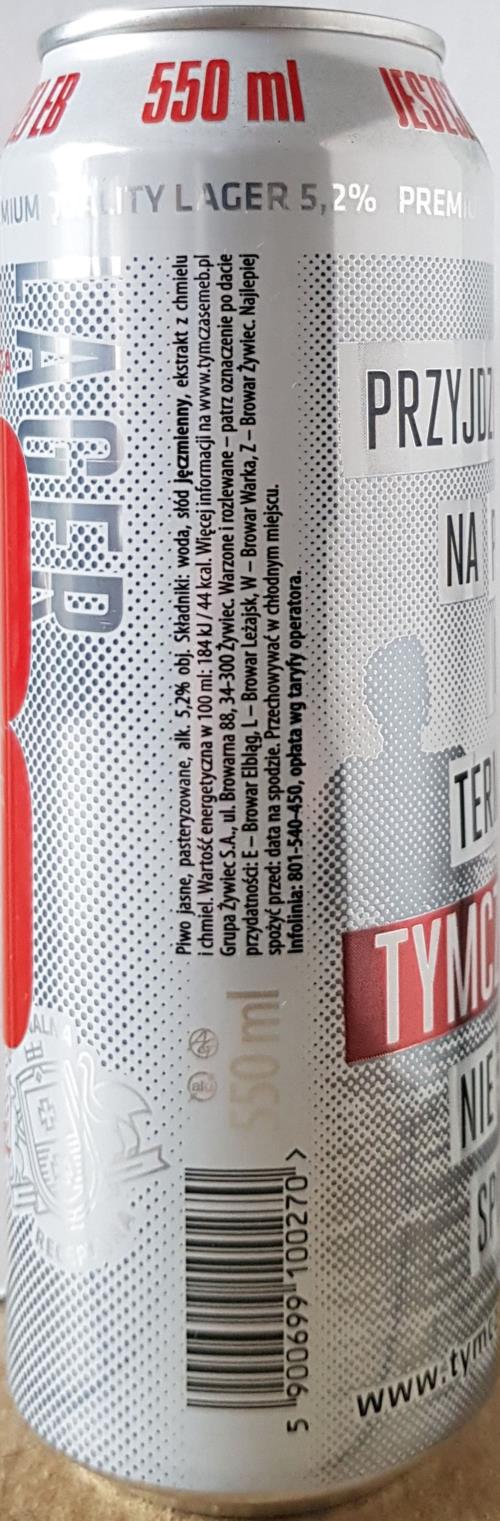 550 ml
JESZCZ
QUALITY LAGER 5,2% PREM
LAGER
Piwo jasne, pasteryzowane, alk. 5,2% obj. Składniki: woda, słód jęczmienny, ekstrakt z chmielu
i chmiel. Wartość energetyczna w 100 ml: 184 kJ / 44 kcal. Więcej informacji na www.tymczasemeb.pl
Grupa Żywiec S.A., ul. Browarna 88, 34-300 Żywiec. Warzone i rozlewane – patrz oznaczenie po dacie
przydatności: E – Browar Elbląg, L – Browar Leżajsk, W – Browar Warka, Z – Browar Żywiec. Najlepiej
spożyć przed: data na spodzie. Przechowywać w chłodnym miejscu.
Infolinia: 801-540-450, opłata wg taryfy operatora.
550 ml
5 900699 100270 >
PRZYJDZ
NA
TER
TYMC
NIE
www.tym